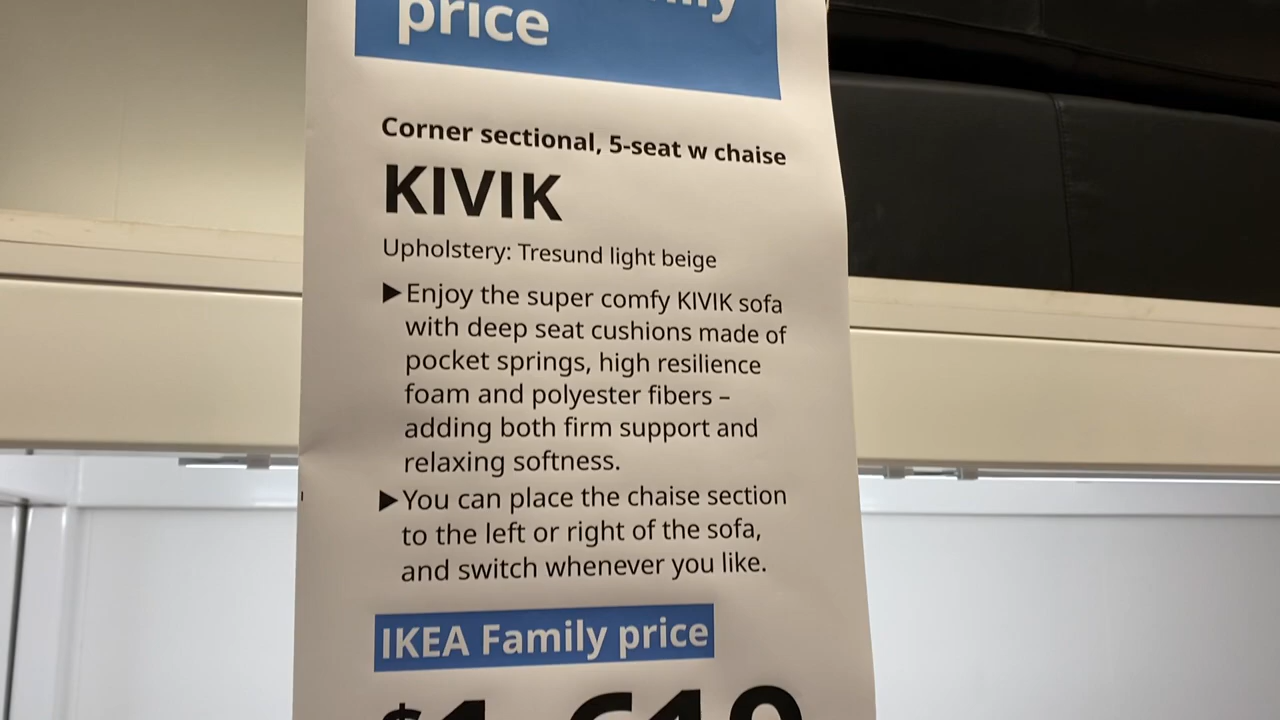 price
Corner sectional, 5-seat w chaise
KIVIK
Upholstery: Tresund light beige
▶Enjoy the super comfy KIVIK sofa
with deep seat cushions made of
pocket springs, high resilience
foam and polyester fibers –
adding both firm support and
relaxing softness.
▶You can place the chaise section
to the left or right of the sofa,
and switch whenever you like.
IKEA Family price